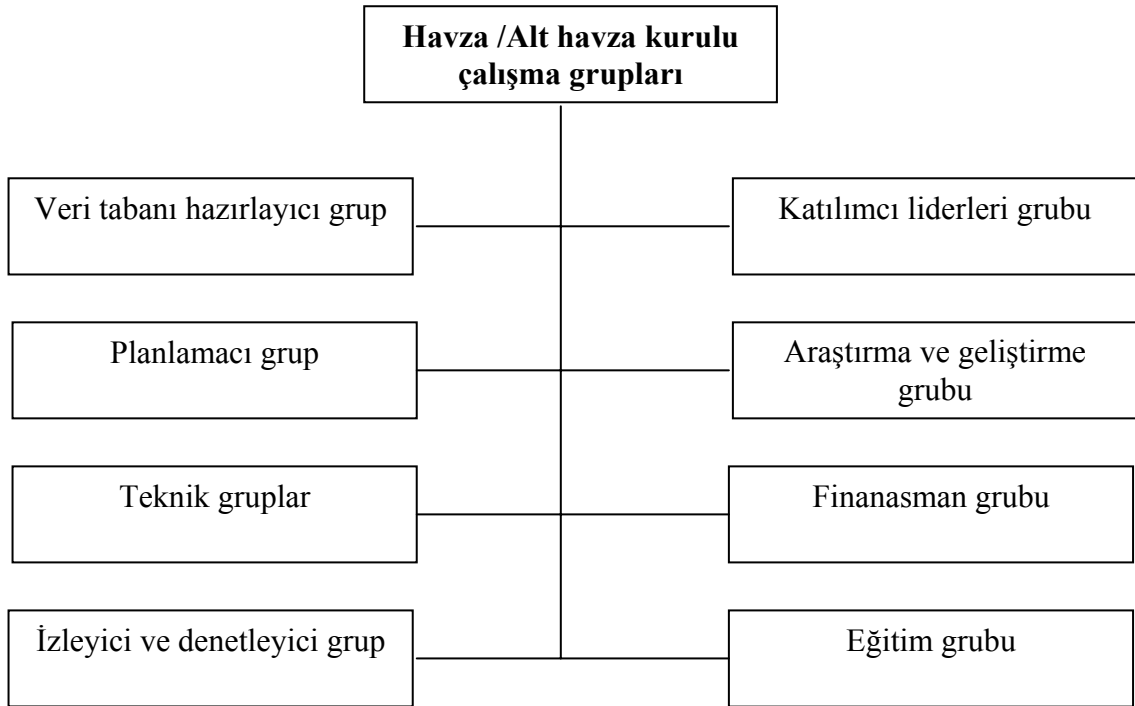 Havza /Alt havza kurulu
çalışma grupları
Veri tabanı hazırlayıcı grup
Katılımcı liderleri grubu
Planlamacı grup
Araştırma ve geliştirme
grubu
Teknik gruplar
Finanasman grubu
İzleyici ve denetleyici grup
Eğitim grubu